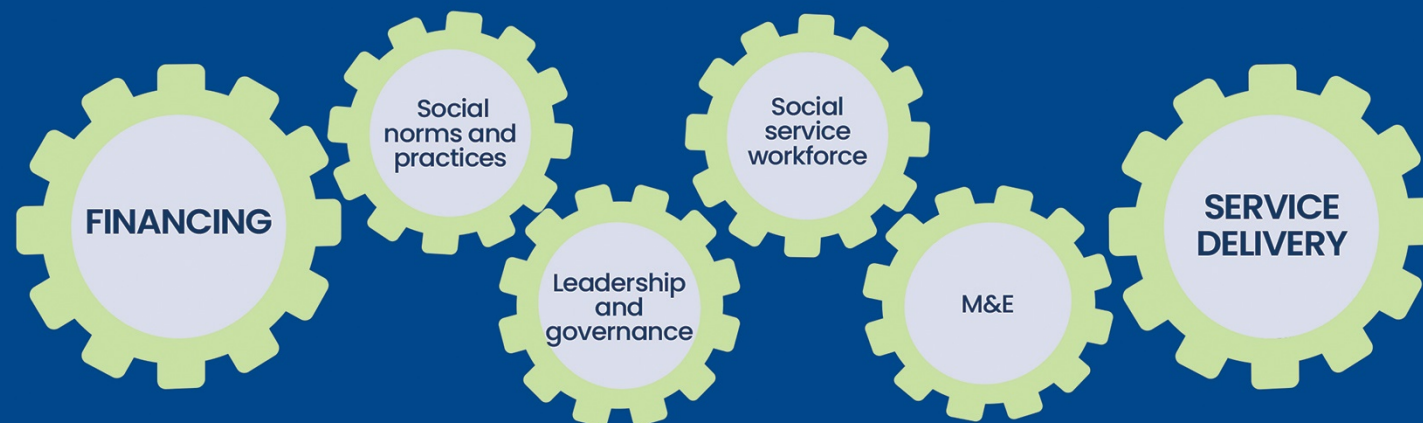 FINANCING
Social
norms and
practices
Leadership
and
governance
Social
service
workforce
M&E
SERVICE
DELIVERY